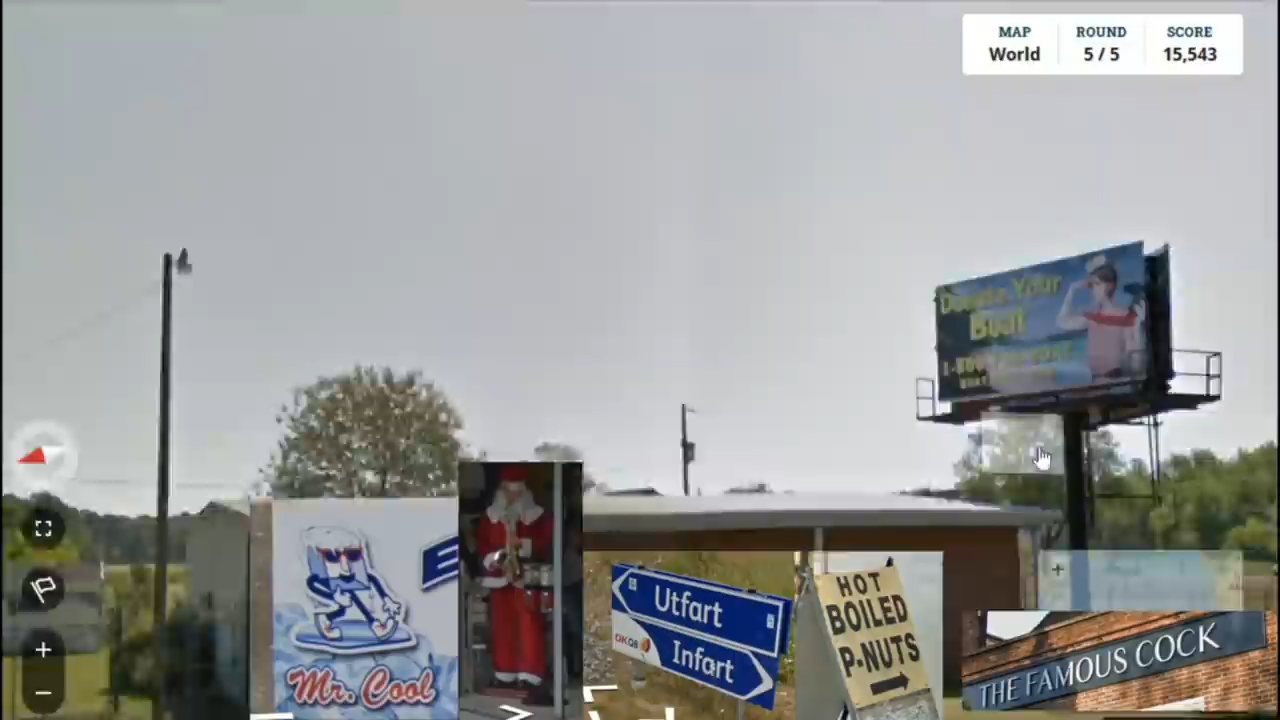 MAP
World
ROUND
5 / 5
SCORE
15,543
Donate Your
Boat
Mr. Cool
Utfart
OKQ8
Infart
HOT
BOILED
P-NUTS
THE FAMOUS COCK